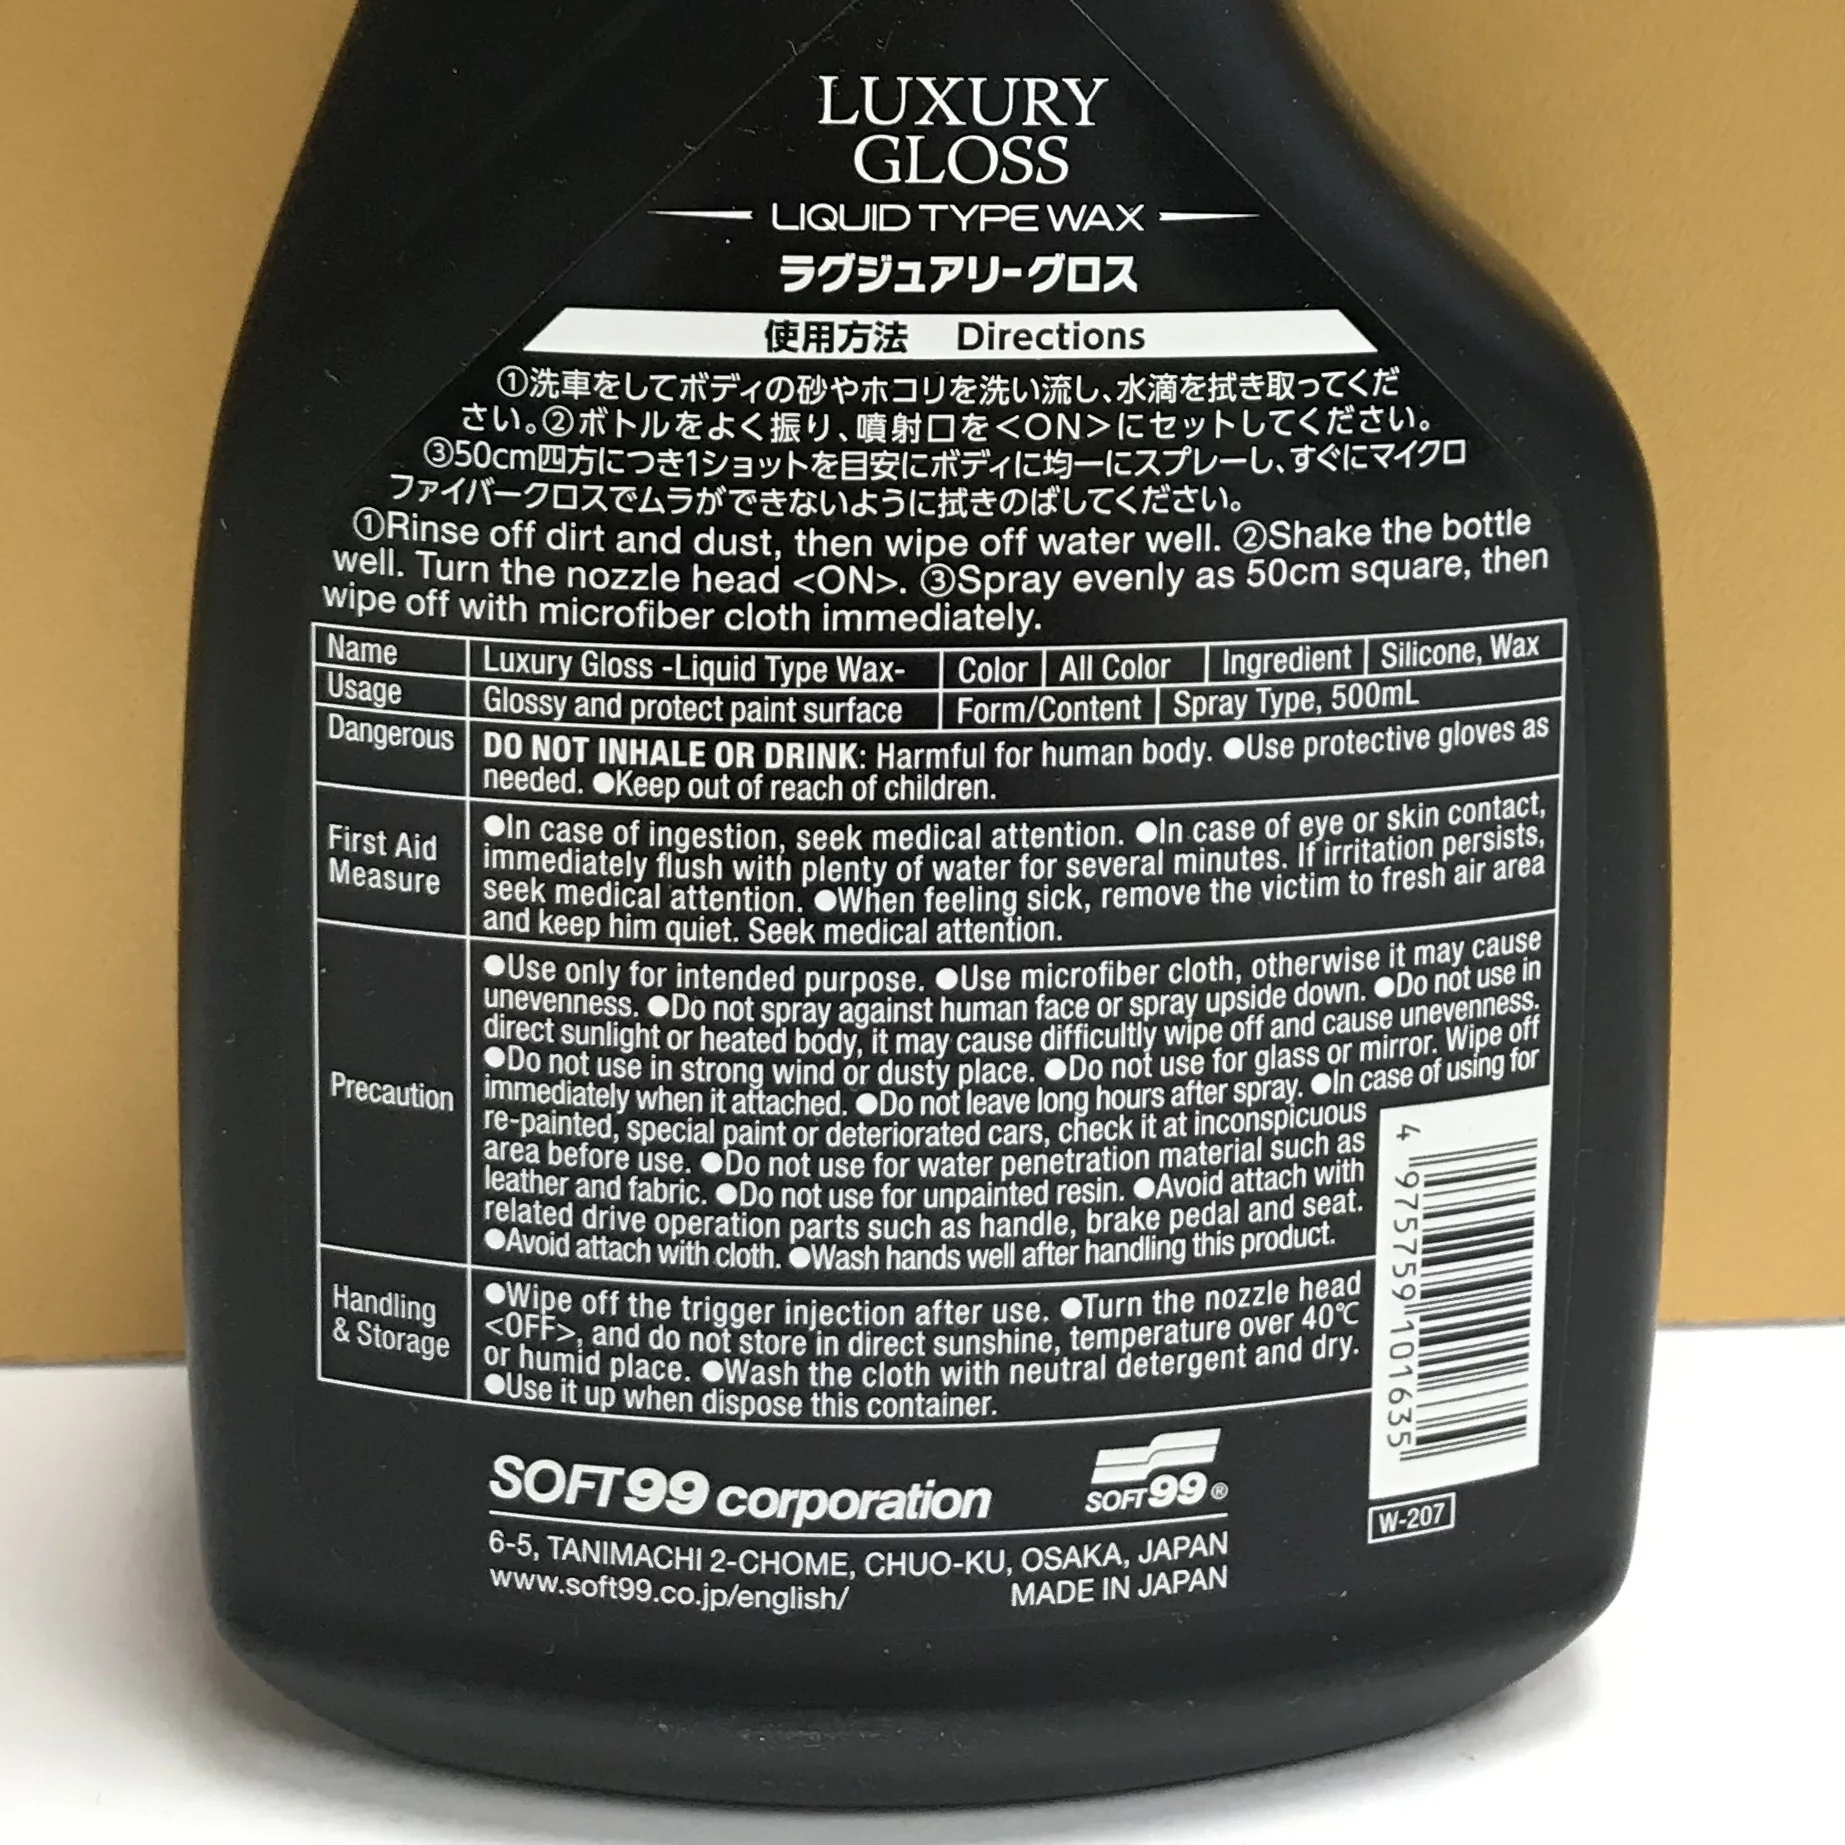 LUXURY
GLOSS
LIQUID TYPE WAX
ラグジュアリーグロス
使用方法 Directions
①洗車をしてボディの砂やホコリを洗い流し、水滴を拭き取ってくだ
さい。②ボトルをよく振り、噴射口を<ON>にセットしてください。
③50cm四方につき1ショットを目安にボディに均一にスプレーし、すぐにマイクロ
ファイバークロスでムラができないように拭きのばしてください。
①Rinse off dirt and dust, then wipe off water well. ②Shake the bottle
well. Turn the nozzle head <ON>. ③Spray evenly as 50cm square, then
wipe off with microfiber cloth immediately.
Name Luxury Gloss -Liquid Type Wax- Color All Color Ingredient Silicone, Wax
Usage Glossy and protect paint surface Form/Content Spray Type, 500mL
Dangerous DO NOT INHALE OR DRINK: Harmful for human body. ●Use protective gloves as
needed. ●Keep out of reach of children.
First Aid
Measure
●In case of ingestion, seek medical attention. ●In case of eye or skin contact,
immediately flush with plenty of water for several minutes. If irritation persists,
seek medical attention. ●When feeling sick, remove the victim to fresh air area
and keep him quiet. Seek medical attention.
Precaution
●Use only for intended purpose. ●Use microfiber cloth, otherwise it may cause
unevenness. ●Do not spray against human face or spray upside down. ●Do not use in
direct sunlight or heated body, it may cause difficultly wipe off and cause unevenness.
●Do not use in strong wind or dusty place. ●Do not use for glass or mirror. Wipe off
immediately when it attached. ●Do not leave long hours after spray. ●In case of using for
re-painted, special paint or deteriorated cars, check it at inconspicuous
area before use. ●Do not use for water penetration material such as
leather and fabric. ●Do not use for unpainted resin. ●Avoid attach with
related drive operation parts such as handle, brake pedal and seat.
●Avoid attach with cloth. ●Wash hands well after handling this product.
Handling
& Storage
●Wipe off the trigger injection after use. ●Turn the nozzle head
<OFF>, and do not store in direct sunshine, temperature over 40℃
or humid place. ●Wash the cloth with neutral detergent and dry.
●Use it up when dispose this container.
4 975759 101635
W-207
SOFT99 corporation
SOFT99®
6-5, TANIMACHI 2-CHOME, CHUO-KU, OSAKA, JAPAN
www.soft99.co.jp/english/ MADE IN JAPAN